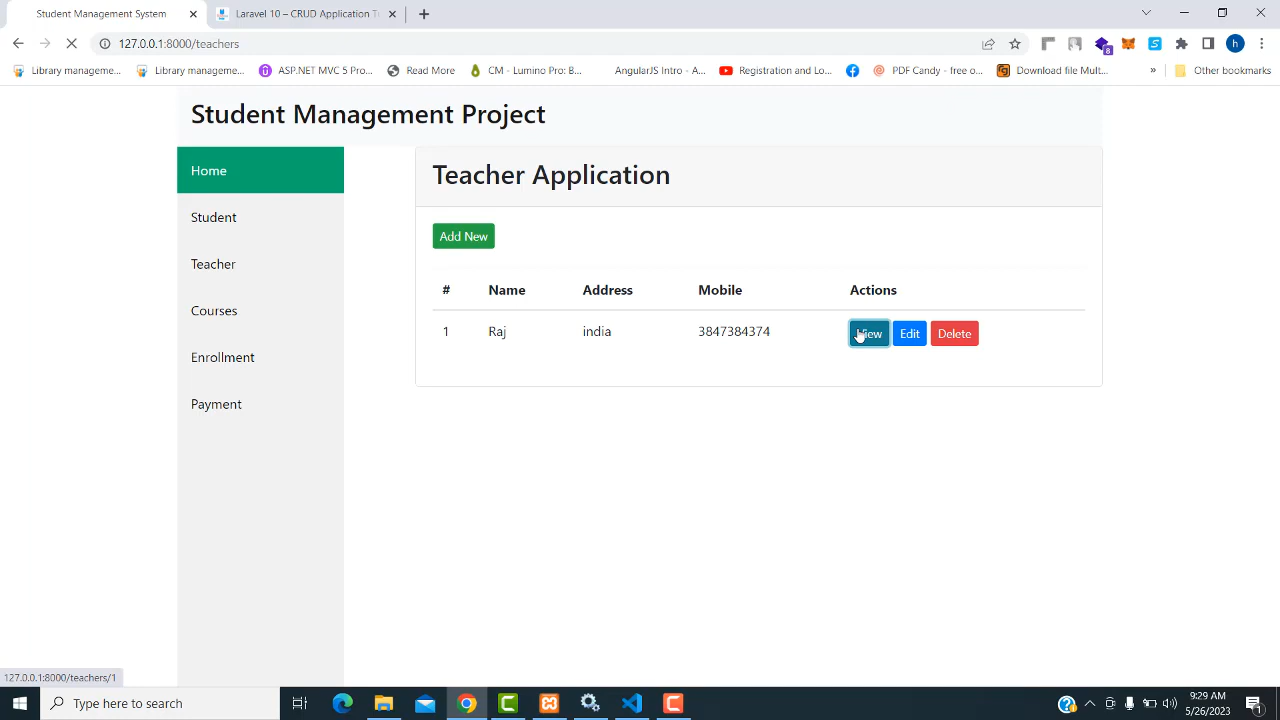 Student Management System
Laravel 10 – CRUD Application T
127.0.0.1:8000/teachers
8
h
Library manageme...
Library manageme...
ASP.NET MVC 5 Pro...
Read More
CM - Lumino Pro: B...
AngularJS Intro - A...
Registration and Lo...
PDF Candy - free o...
Download file Mult...
»
Other bookmarks
Student Management Project
Home
Student
Teacher
Courses
Enrollment
Payment
Teacher Application
Add New
# Name Address Mobile Actions
1 Raj india 3847384374 View Edit Delete
127.0.0.1:8000/teachers/1
Type here to search
9:29 AM
5/26/2023